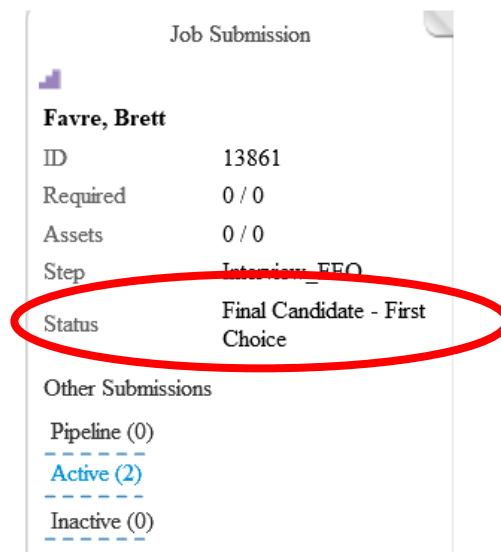 Job Submission
Favre, Brett
ID 13861
Required 0 / 0
Assets 0 / 0
Step Interview_EEO
Status Final Candidate - First
Choice
Other Submissions
Pipeline (0)
Active (2)
Inactive (0)